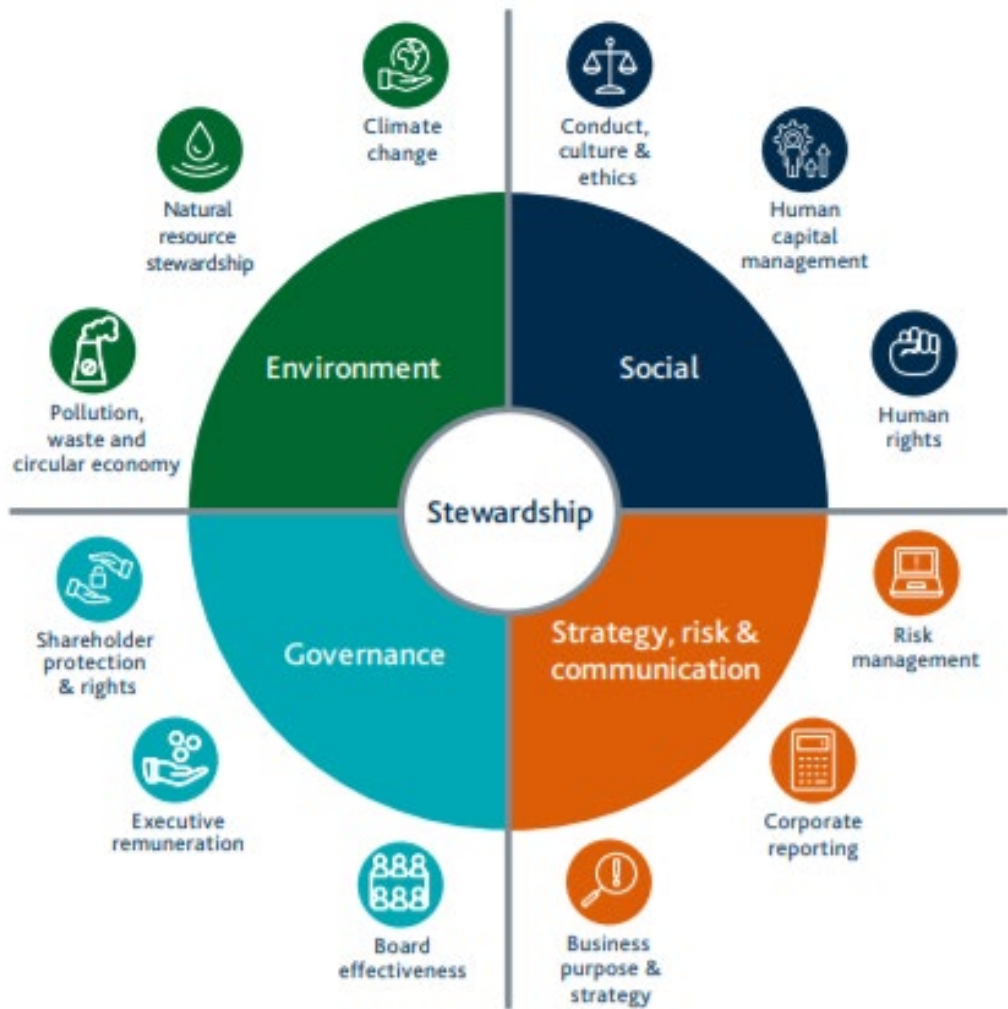 Climate
change
Natural
resource
stewardship
Pollution,
waste and
circular economy
Environment
Conduct,
culture &
ethics
Human
capital
management
Human
rights
Social
Stewardship
Shareholder
protection
& rights
Executive
remuneration
Board
effectiveness
Governance
Strategy, risk &
communication
Risk
management
Corporate
reporting
Business
purpose &
strategy